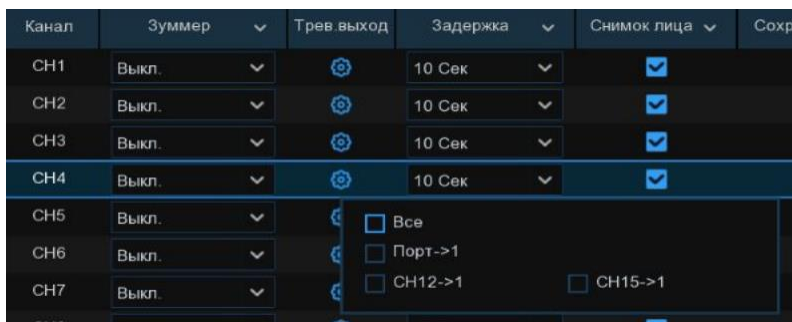 Канал Зуммер Трев.выход Задержка Снимок лица Сохр
CH1 Выкл. 10 Сек
CH2 Выкл. 10 Сек
CH3 Выкл. 10 Сек
CH4 Выкл. 10 Сек
CH5 Выкл.
Все
CH6 Выкл.
Порт->1
CH7 Выкл.
CH12->1 CH15->1